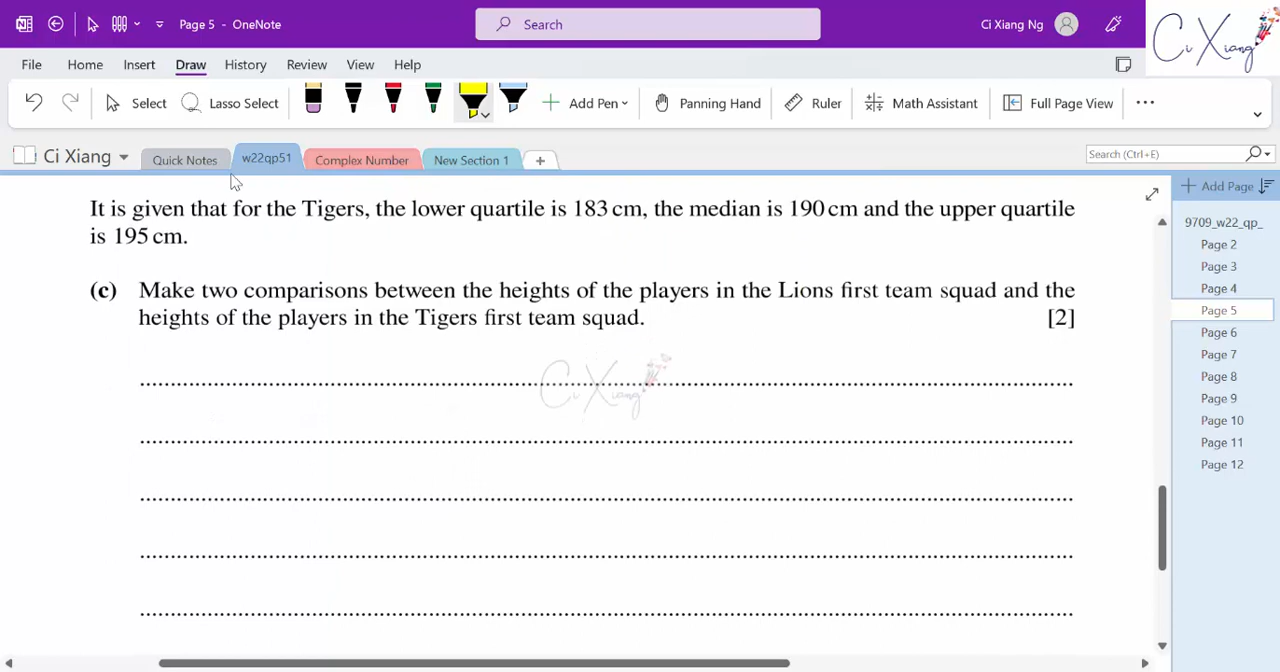 Page 5 - OneNote
Search
Ci Xiang Ng
Ci Xiang
File Home Insert Draw History Review View Help
Select Lasso Select Add Pen Panning Hand Ruler Math Assistant Full Page View
Ci Xiang Quick Notes w22qp51 Complex Number New Section 1 Search (Ctrl+E)
It is given that for the Tigers, the lower quartile is 183 cm, the median is 190 cm and the upper quartile
is 195 cm.
(c) Make two comparisons between the heights of the players in the Lions first team squad and the
heights of the players in the Tigers first team squad. [2]
Ci Xiang
Add Page
9709_w22_qp_
Page 2
Page 3
Page 4
Page 5
Page 6
Page 7
Page 8
Page 9
Page 10
Page 11
Page 12